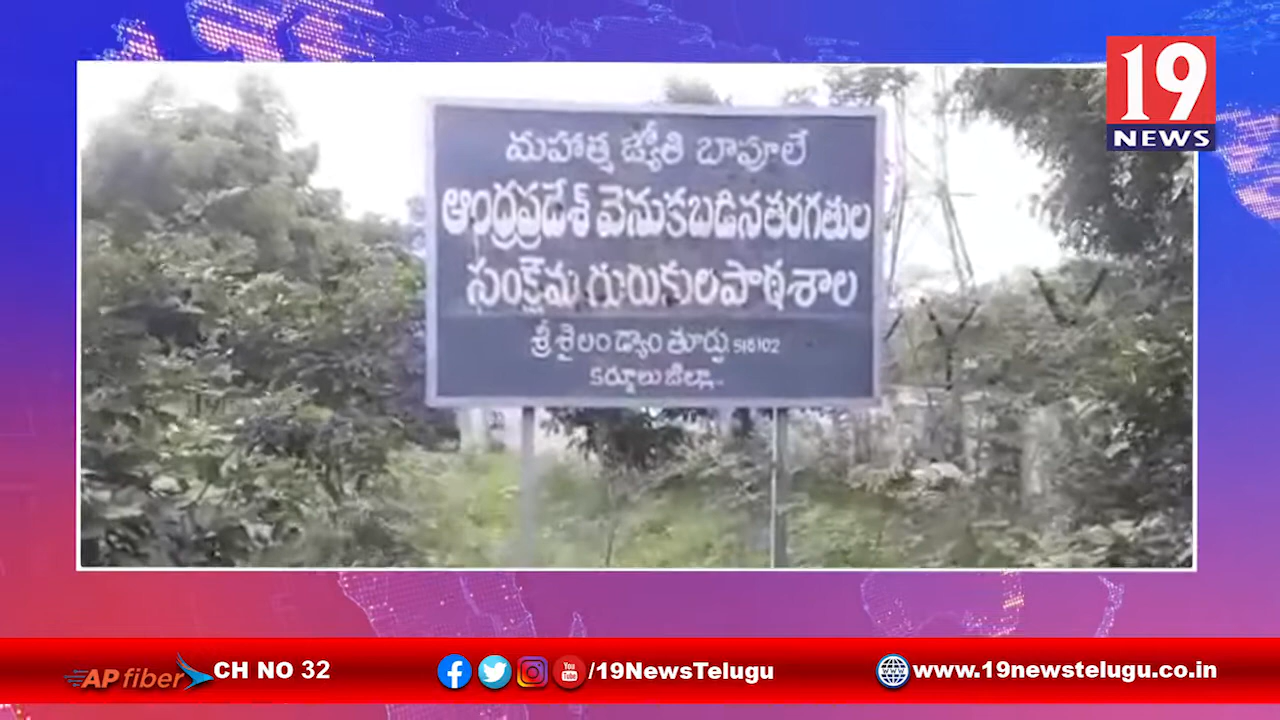 19
NEWS
మహాత్మ జ్యోతి బాపూలే
ఆంధ్రప్రదేశ్ వెనుకబడినతరగతుల
సంక్షేమ గురుకులపాఠశాల
శ్రీశైలం డ్యాం తూర్పు 518102
కర్నూలు జిల్లా..
AP fiber CH NO 32
/19NewsTelugu
www.19newstelugu.co.in